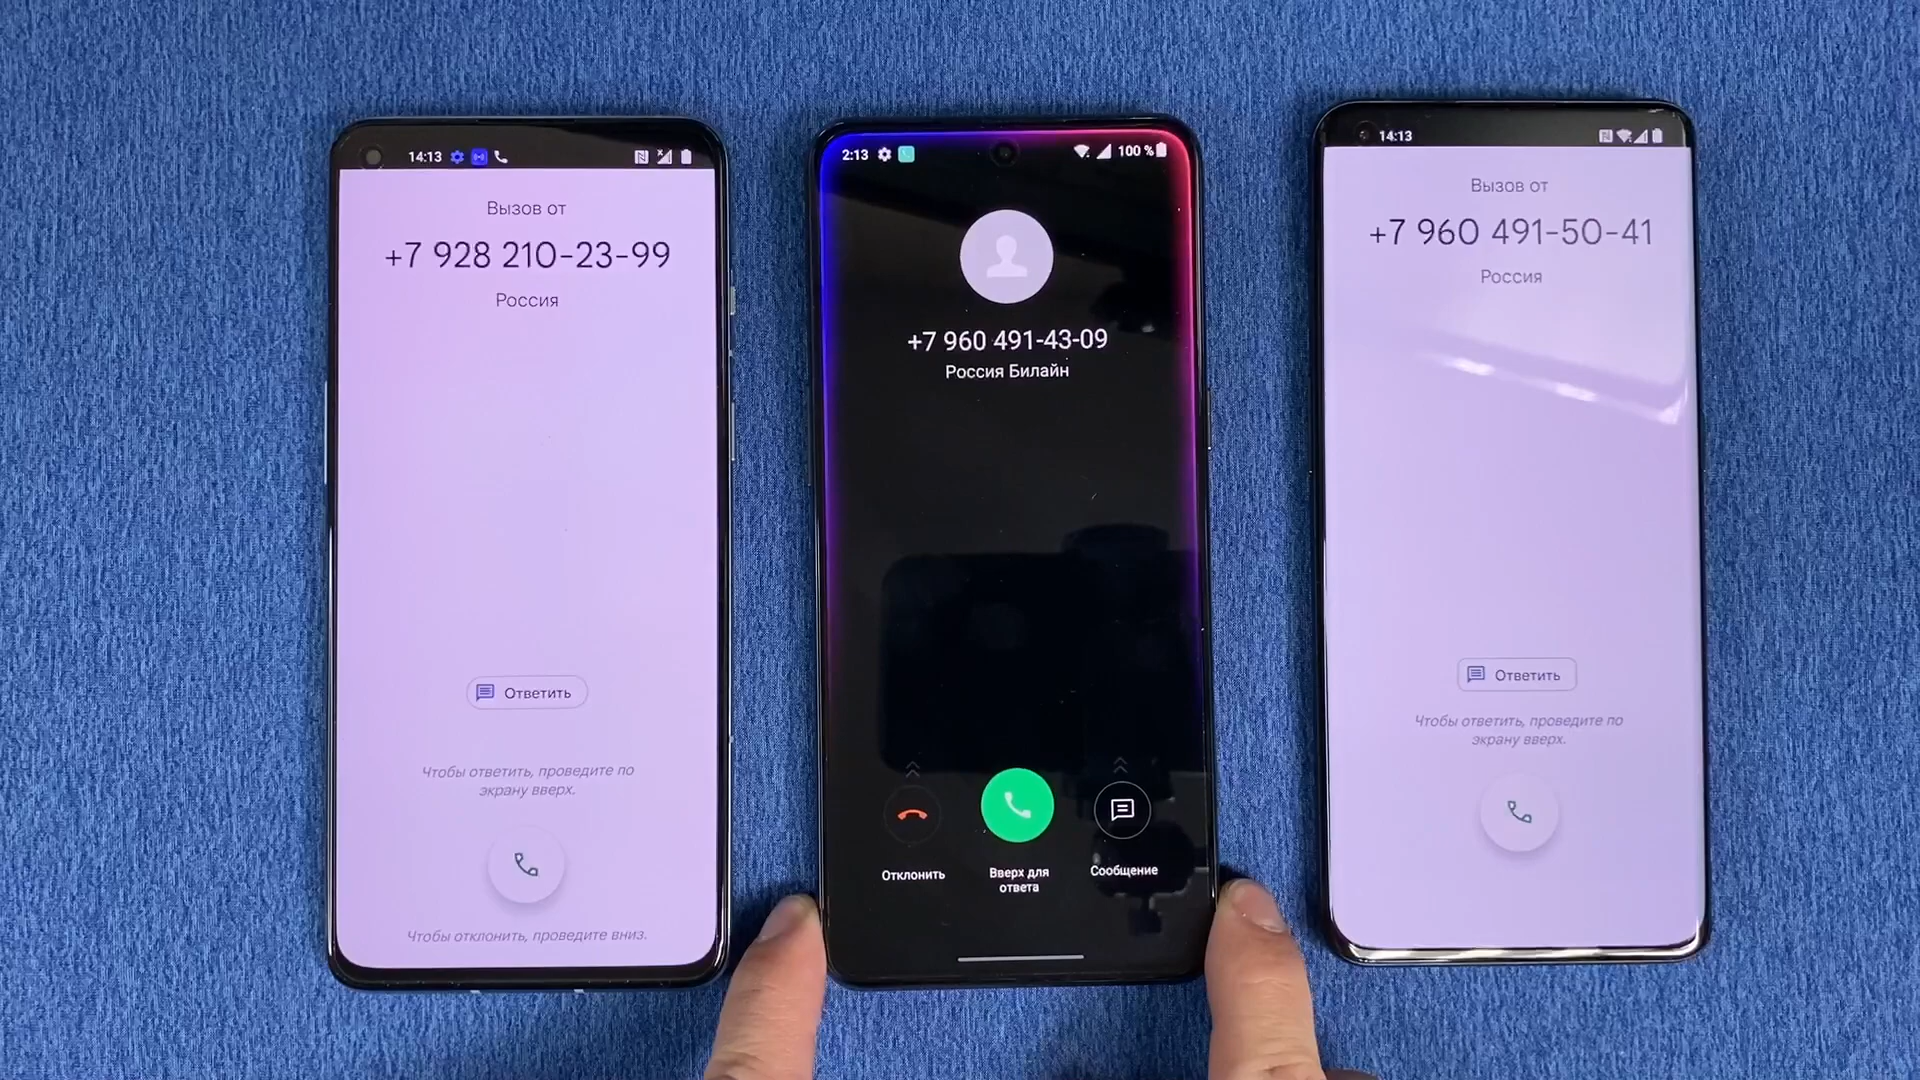 14:13
Вызов от
+7 928 210-23-99
Россия
Ответить
Чтобы ответить, проведите по
экрану вверх.
Чтобы отклонить, проведите вниз.
2:13
100 %
+7 960 491-43-09
Россия Билайн
Отклонить
Вверх для
ответа
Сообщение
14:13
Вызов от
+7 960 491-50-41
Россия
Ответить
Чтобы ответить, проведите по
экрану вверх.